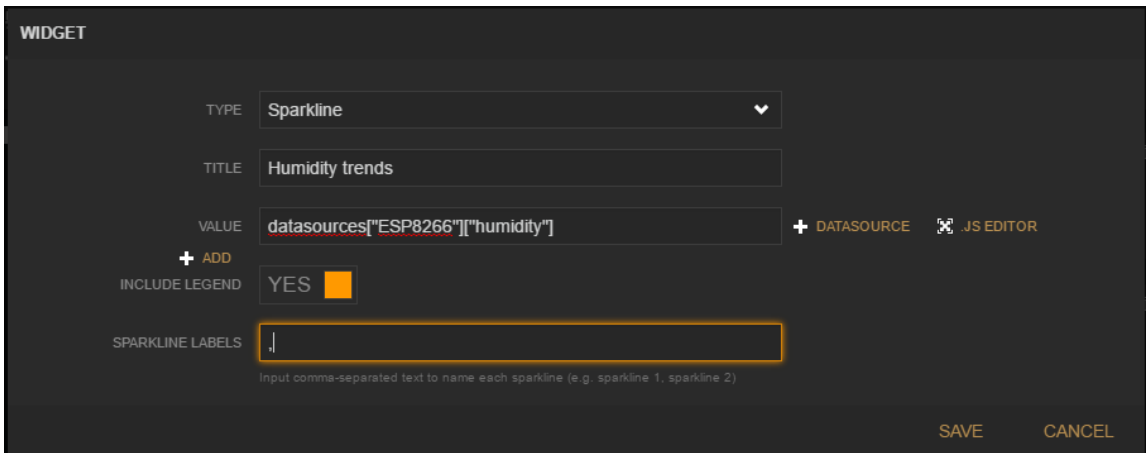 WIDGET
TYPE Sparkline
TITLE Humidity trends
VALUE datasources["ESP8266"]["humidity"] + DATASOURCE .JS EDITOR
+ ADD
INCLUDE LEGEND YES
SPARKLINE LABELS ,
Input comma-separated text to name each sparkline (e.g. sparkline 1, sparkline 2)
SAVE CANCEL